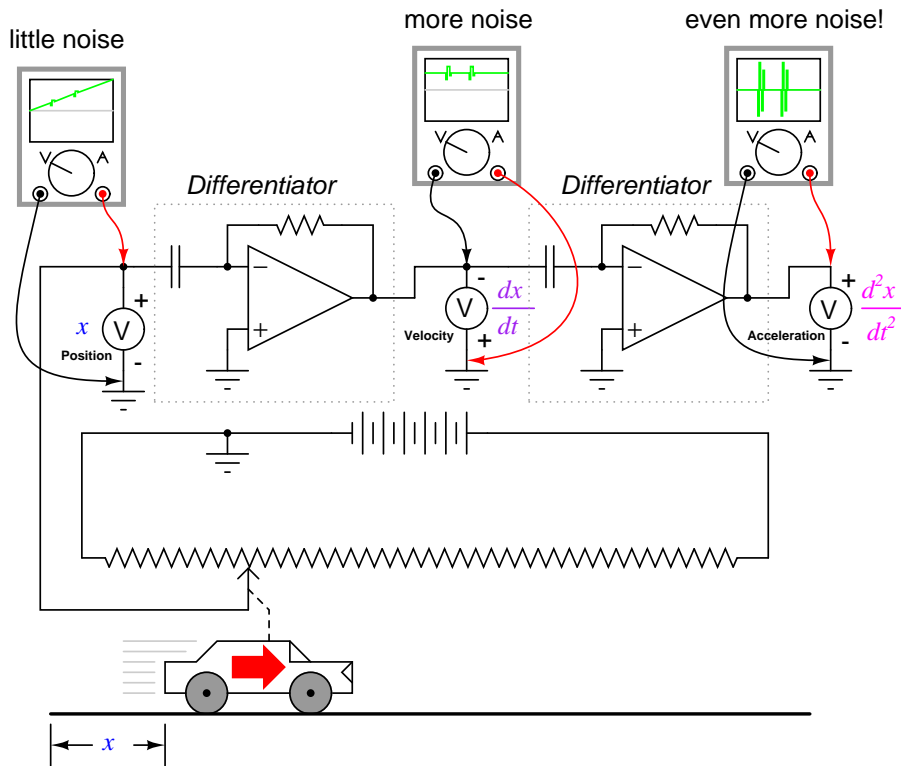 little noise
more noise
even more noise!
V A
V A
V A
Differentiator
Differentiator
−
+
−
+
+
x V
Position
-
-
V dx/dt
Velocity
+
+
V d²x/dt²
Acceleration
-
x